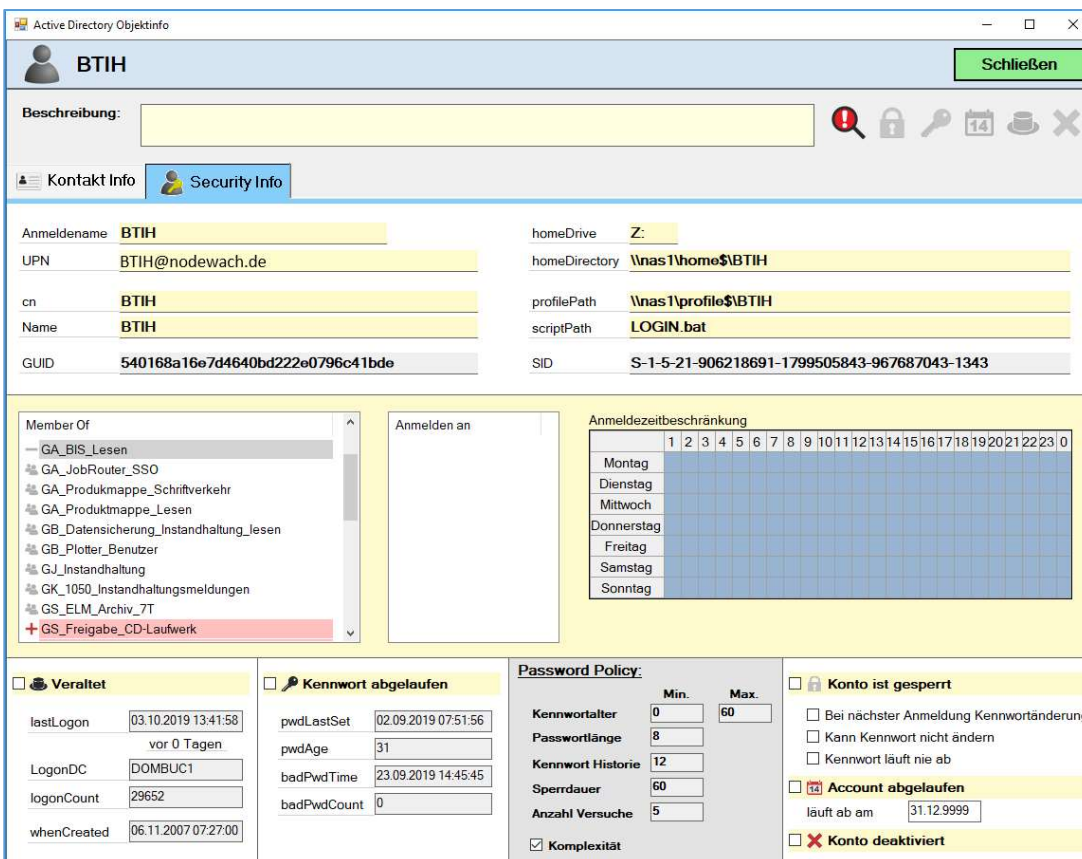 Active Directory Objektinfo
BTIH
Schließen
Beschreibung:
14
Kontakt Info
Security Info
Anmeldename BTIH
UPN BTIH@nodewach.de
cn BTIH
Name BTIH
GUID 540168a16e7d4640bd222e0796c41bde
homeDrive Z:
homeDirectory \\nas1\home$\BTIH
profilePath \\nas1\profile$\BTIH
scriptPath LOGIN.bat
SID S-1-5-21-906218691-1799505843-967687043-1343
Member Of
GA_BIS_Lesen
GA_JobRouter_SSO
GA_Produkmappe_Schriftverkehr
GA_Produktmappe_Lesen
GB_Datensicherung_Instandhaltung_lesen
GB_Plotter_Benutzer
GJ_Instandhaltung
GK_1050_Instandhaltungsmeldungen
GS_ELM_Archiv_7T
GS_Freigabe_CD-Laufwerk
Anmelden an
Anmeldezeitbeschränkung
1 2 3 4 5 6 7 8 9 10 11 12 13 14 15 16 17 18 19 20 21 22 23 0
Montag
Dienstag
Mittwoch
Donnerstag
Freitag
Samstag
Sonntag
Veraltet
lastLogon 03.10.2019 13:41:58
vor 0 Tagen
LogonDC DOMBUC1
logonCount 29652
whenCreated 06.11.2007 07:27:00
Kennwort abgelaufen
pwdLastSet 02.09.2019 07:51:56
pwdAge 31
badPwdTime 23.09.2019 14:45:45
badPwdCount 0
Password Policy:
Min. Max.
Kennwortalter 0 60
Passwortlänge 8
Kennwort Historie 12
Sperrdauer 60
Anzahl Versuche 5
Komplexität
Konto ist gesperrt
Bei nächster Anmeldung Kennwortänderung
Kann Kennwort nicht ändern
Kennwort läuft nie ab
14 Account abgelaufen
läuft ab am 31.12.9999
Konto deaktiviert